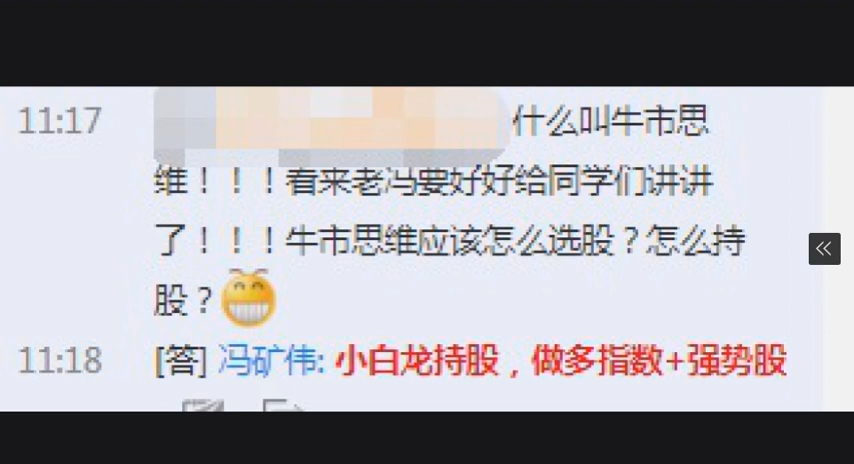 11:17 什么叫牛市思
维！！！看来老冯要好好给同学们讲讲
了！！！牛市思维应该怎么选股？怎么持
股？
11:18 [答] 冯矿伟: 小白龙持股，做多指数+强势股